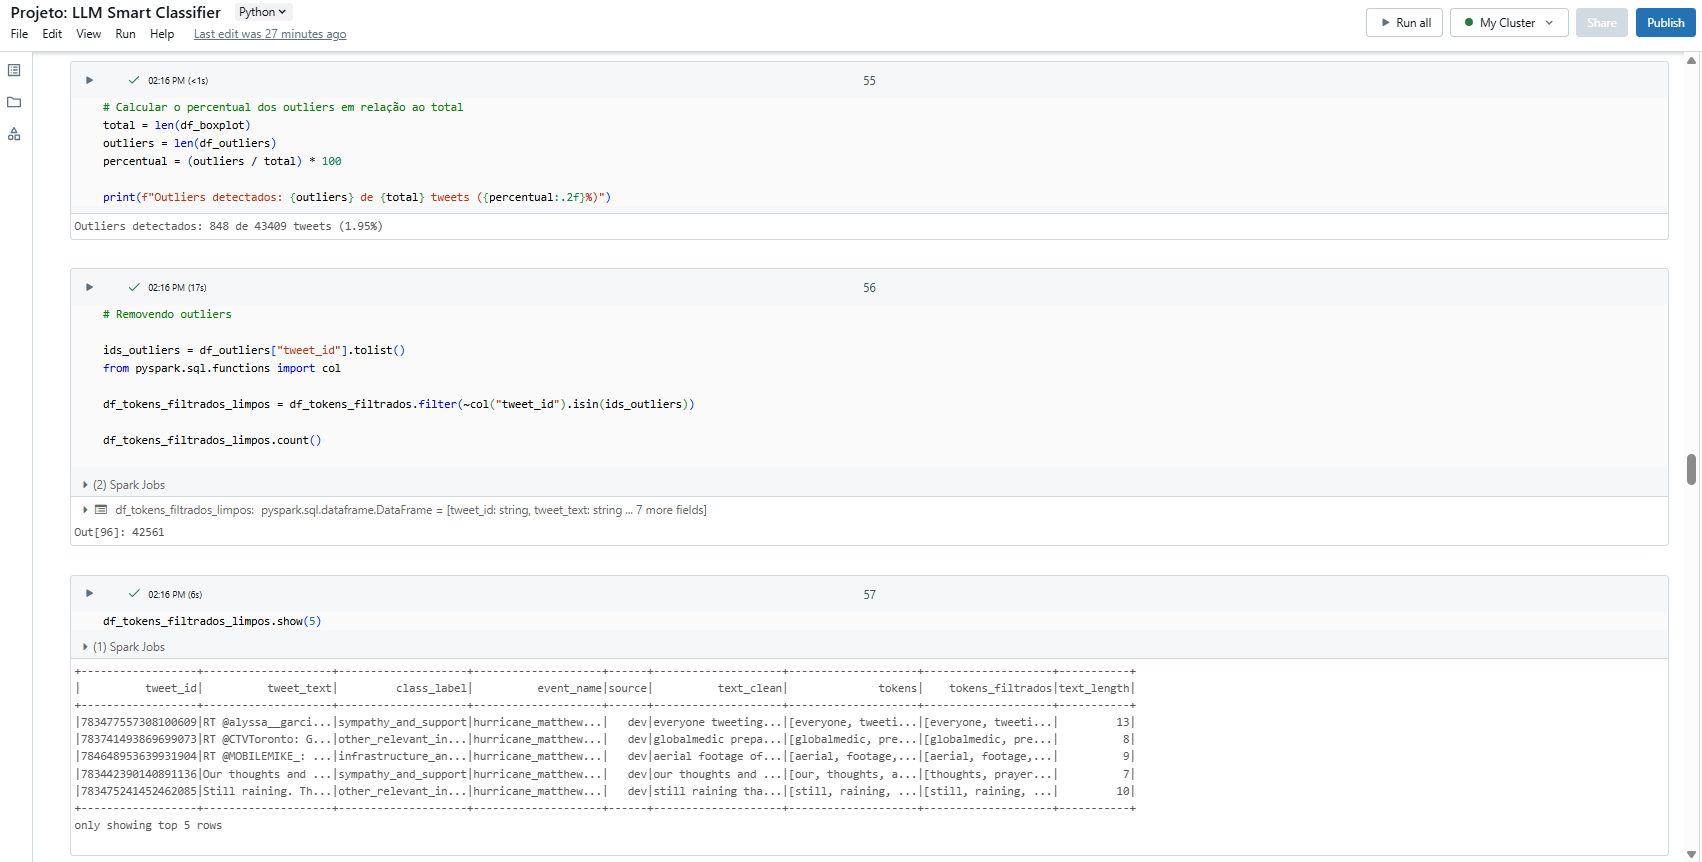 Projeto: LLM Smart Classifier Python
File Edit View Run Help Last edit was 27 minutes ago
Run all My Cluster Share Publish
02:16 PM (<1s) 55
# Calcular o percentual dos outliers em relação ao total
total = len(df_boxplot)
outliers = len(df_outliers)
percentual = (outliers / total) * 100
print(f"Outliers detectados: {outliers} de {total} tweets ({percentual:.2f}%)")
Outliers detectados: 848 de 43409 tweets (1.95%)
02:16 PM (17s) 56
# Removendo outliers
ids_outliers = df_outliers["tweet_id"].tolist()
from pyspark.sql.functions import col
df_tokens_filtrados_limpos = df_tokens_filtrados.filter(~col("tweet_id").isin(ids_outliers))
df_tokens_filtrados_limpos.count()
(2) Spark Jobs
df_tokens_filtrados_limpos: pyspark.sql.dataframe.DataFrame = [tweet_id: string, tweet_text: string ... 7 more fields]
Out[96]: 42561
02:16 PM (6s) 57
df_tokens_filtrados_limpos.show(5)
(1) Spark Jobs
+------------------+--------------------+--------------------+--------------------+------+--------------------+--------------------+--------------------+-----------+
|          tweet_id|          tweet_text|         class_label|          event_name|source|          text_clean|              tokens|    tokens_filtrados|text_length|
+------------------+--------------------+--------------------+--------------------+------+--------------------+--------------------+--------------------+-----------+
|783477557308100609|RT @alyssa__garci...|sympathy_and_support|hurricane_matthew...|   dev|everyone tweeting...|[everyone, tweeti...|[everyone, tweeti...|         13|
|783741493869699073|RT @CTVToronto: G...|other_relevant_in...|hurricane_matthew...|   dev|globalmedic prepa...|[globalmedic, pre...|[globalmedic, pre...|          8|
|784648953639931904|RT @MOBILEMIKE_: ...|infrastructure_an...|hurricane_matthew...|   dev|aerial footage of...|[aerial, footage,...|[aerial, footage,...|          9|
|783442390140891136|Our thoughts and ...|sympathy_and_support|hurricane_matthew...|   dev|our thoughts and ...|[our, thoughts, a...|[thoughts, prayer...|          7|
|783475241452462085|Still raining. Th...|other_relevant_in...|hurricane_matthew...|   dev|still raining tha...|[still, raining, ...|[still, raining, ...|         10|
+------------------+--------------------+--------------------+--------------------+------+--------------------+--------------------+--------------------+-----------+
only showing top 5 rows